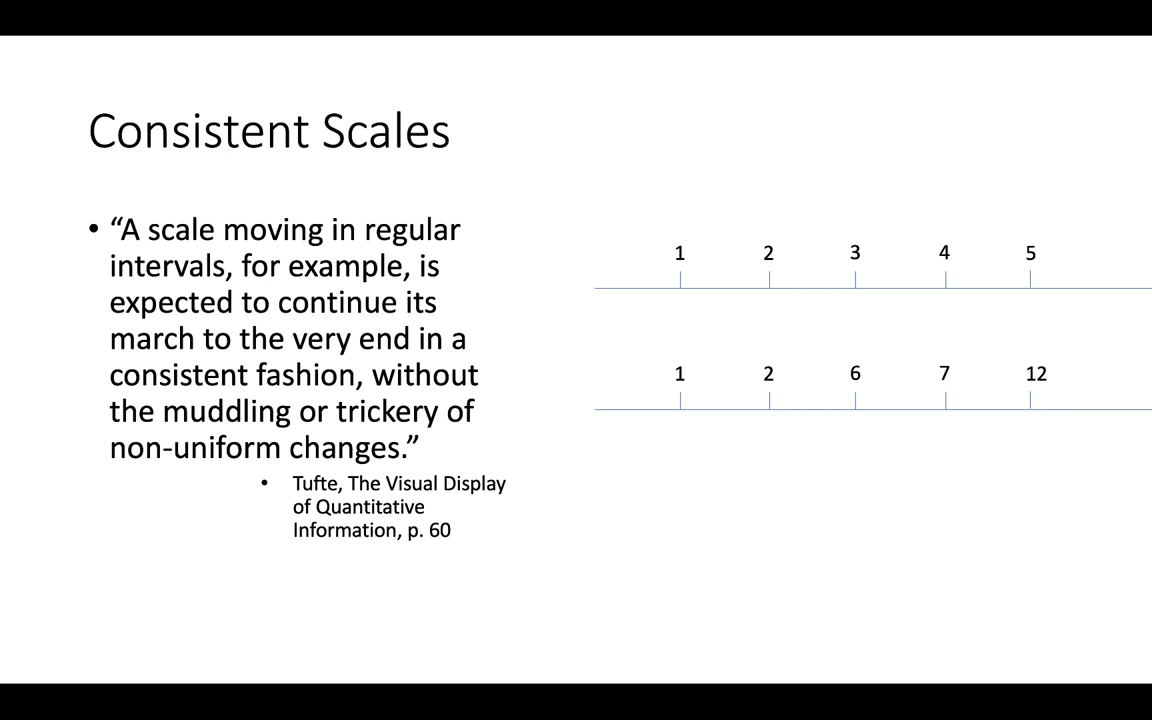 Consistent Scales
• “A scale moving in regular
intervals, for example, is
expected to continue its
march to the very end in a
consistent fashion, without
the muddling or trickery of
non-uniform changes.”
• Tufte, The Visual Display
of Quantitative
Information, p. 60
1 2 3 4 5
1 2 6 7 12